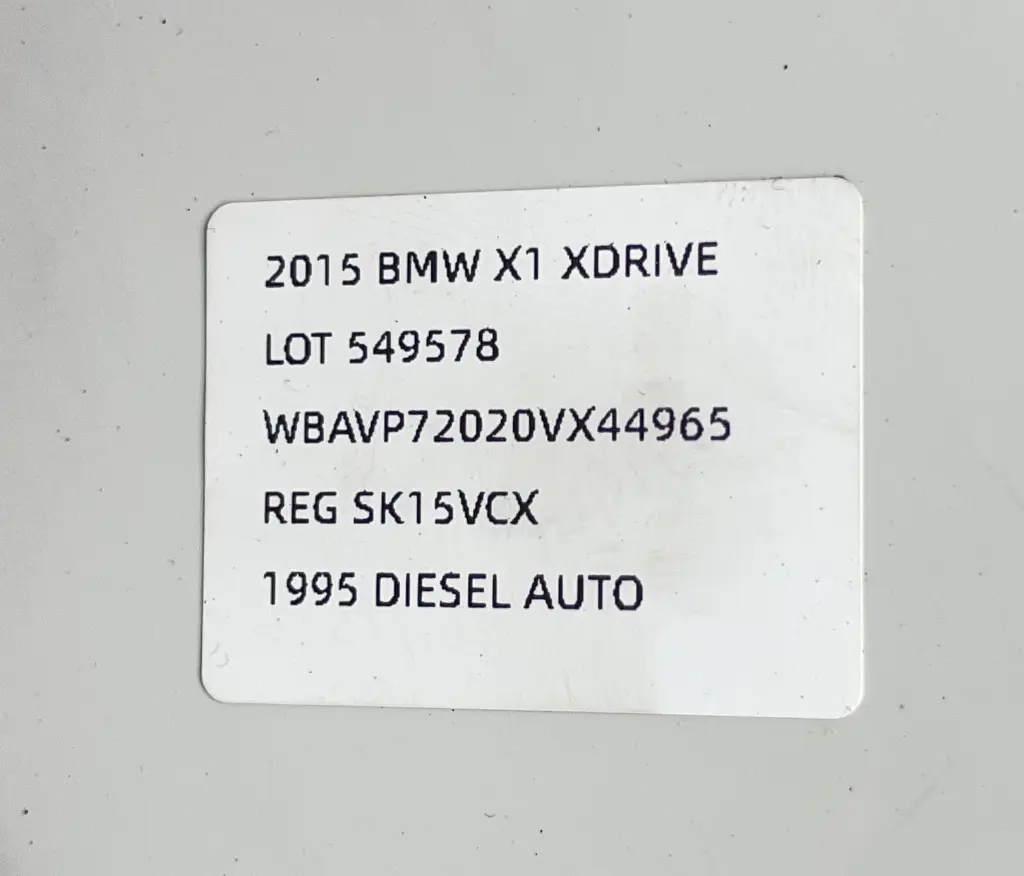 2015 BMW X1 XDRIVE
LOT 549578
WBAVP72020VX44965
REG SK15VCX
1995 DIESEL AUTO